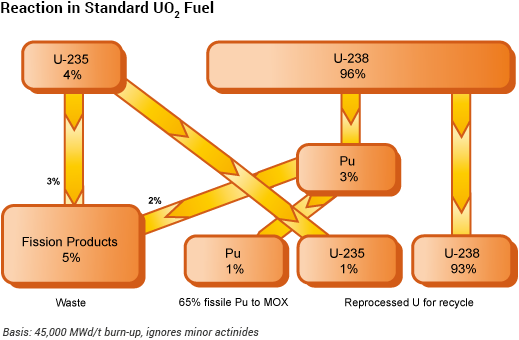 Reaction in Standard UO₂ Fuel
U-235
4%
U-238
96%
Pu
3%
3%
2%
Fission Products
5%
Pu
1%
U-235
1%
U-238
93%
Waste
65% fissile Pu to MOX
Reprocessed U for recycle
Basis: 45,000 MWd/t burn-up, ignores minor actinides